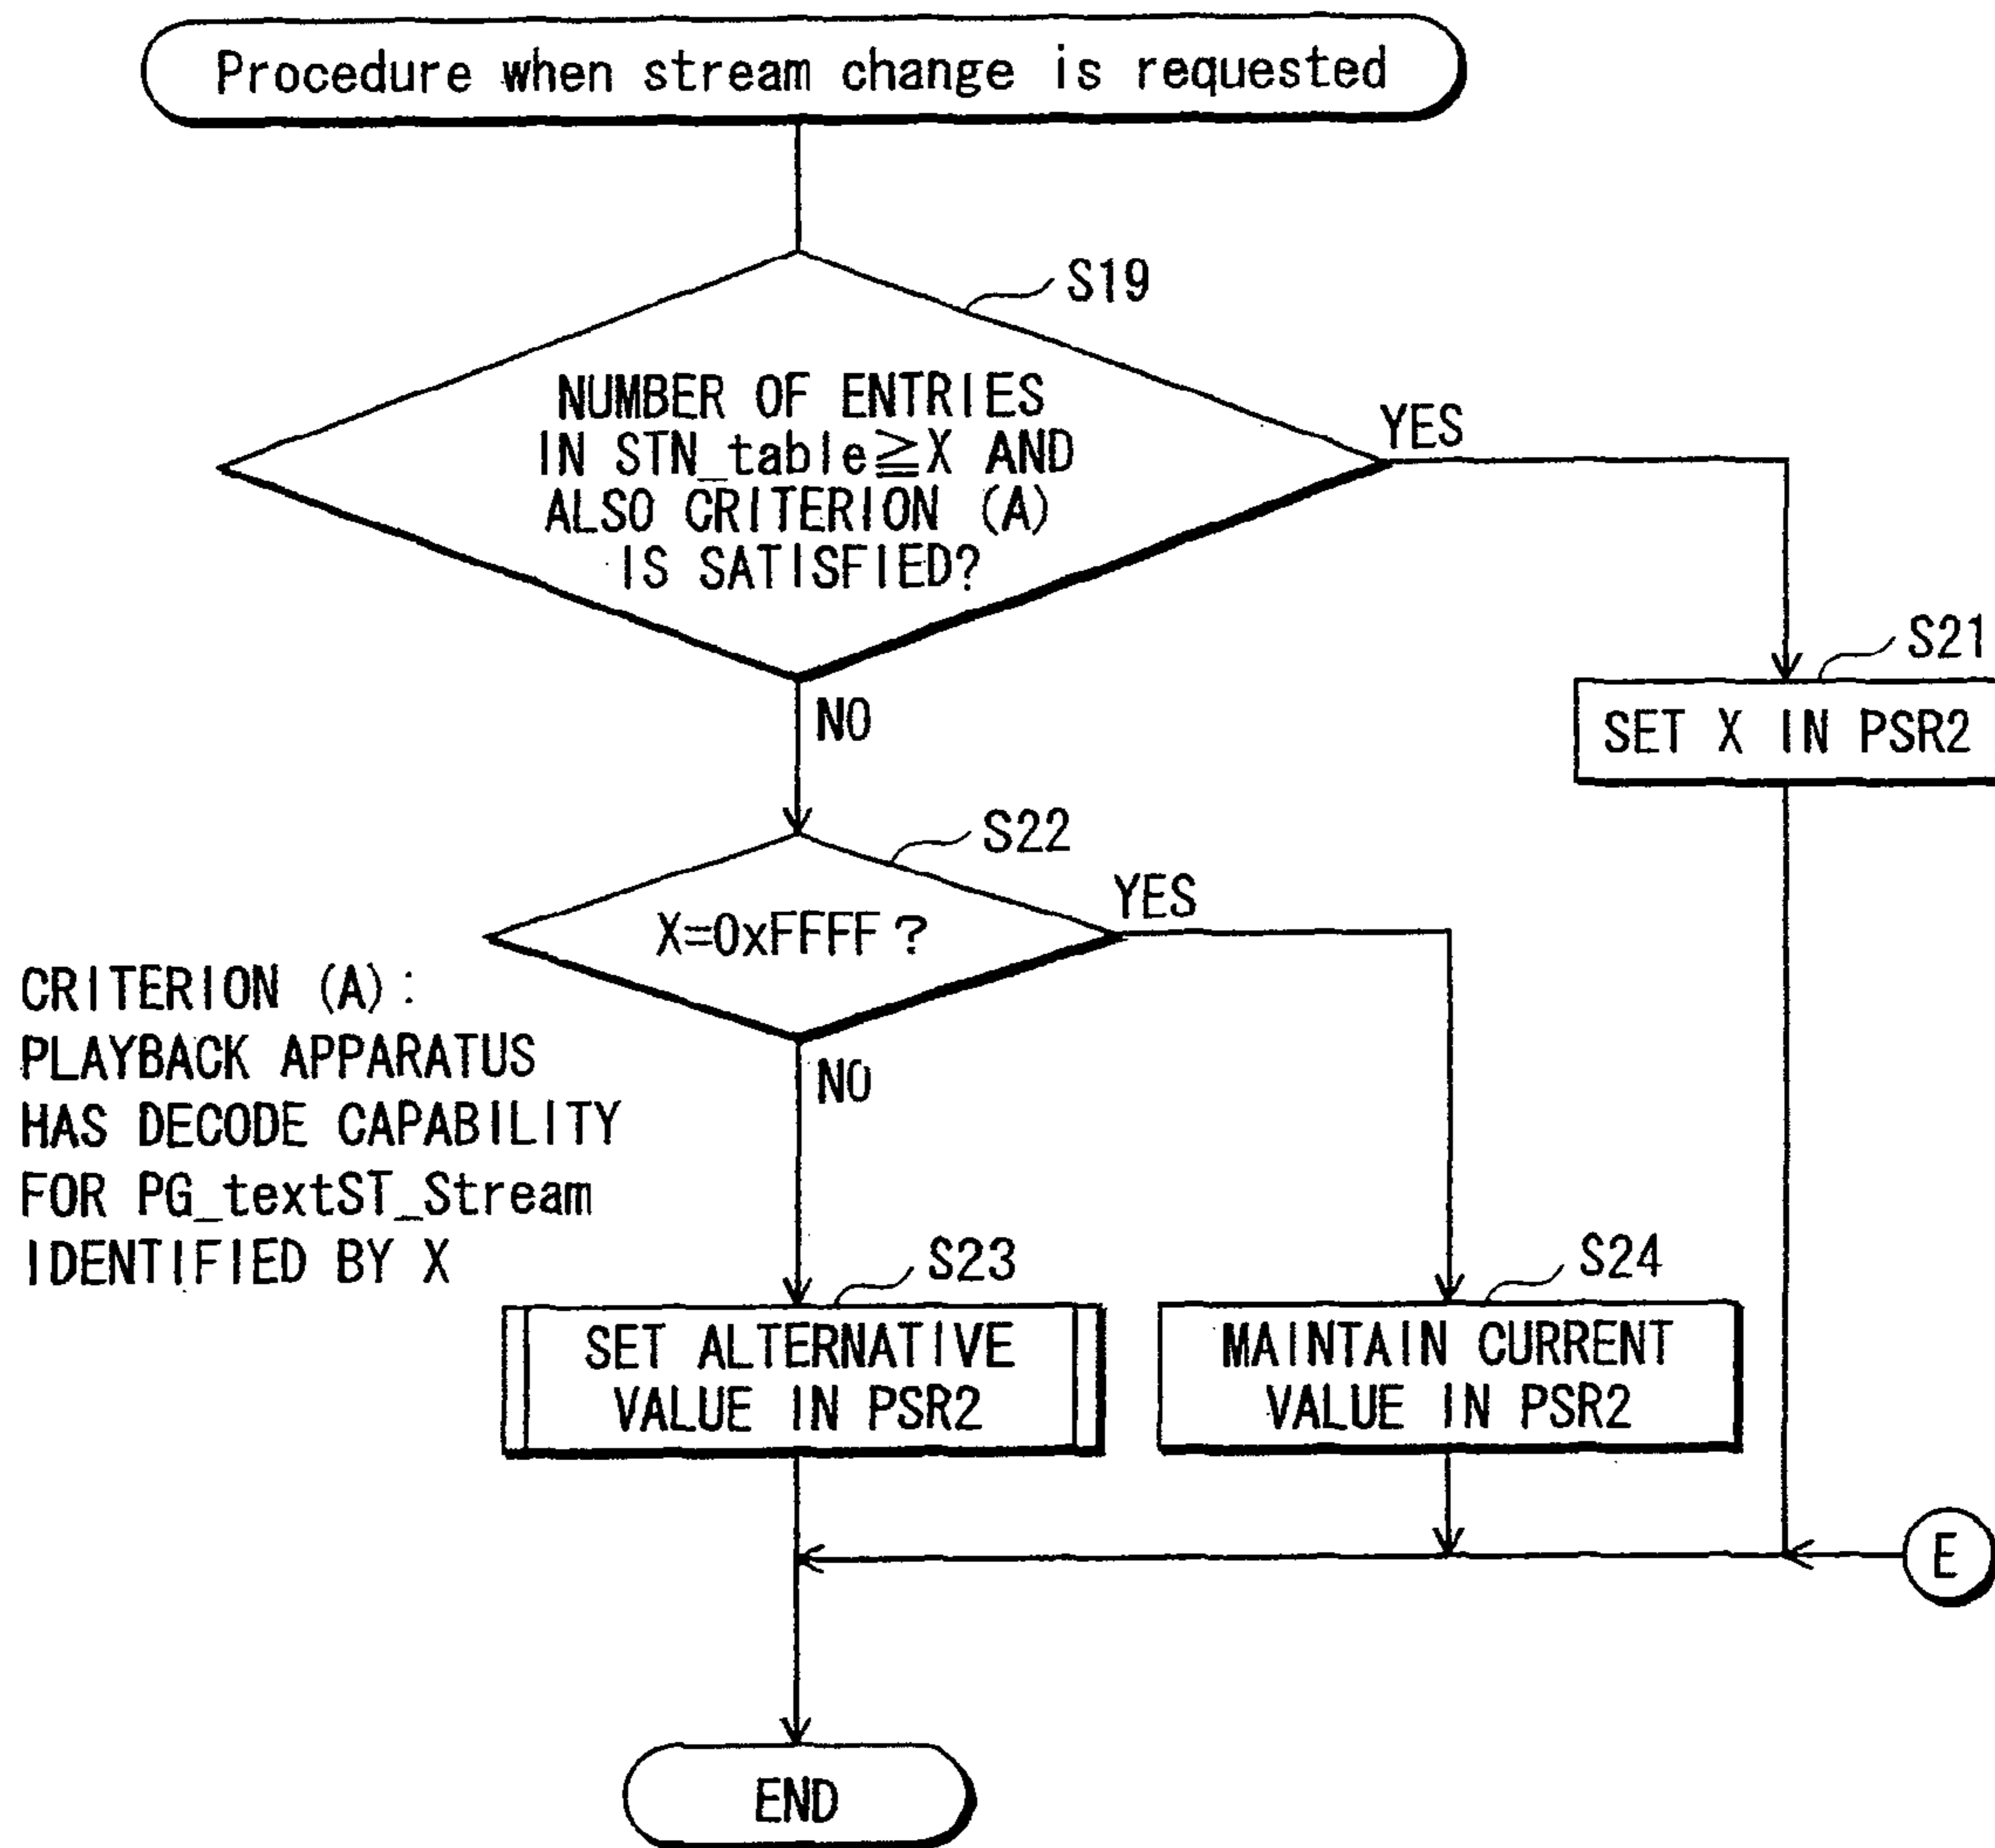 Procedure when stream change is requested
S19
NUMBER OF ENTRIES
IN STN_table≧X AND
ALSO CRITERION (A)
IS SATISFIED?
YES
NO
S21
SET X IN PSR2
S22
X=0xFFFF ?
YES
NO
CRITERION (A):
PLAYBACK APPARATUS
HAS DECODE CAPABILITY
FOR PG_textST_Stream
IDENTIFIED BY X
S23
SET ALTERNATIVE
VALUE IN PSR2
S24
MAINTAIN CURRENT
VALUE IN PSR2
E
END